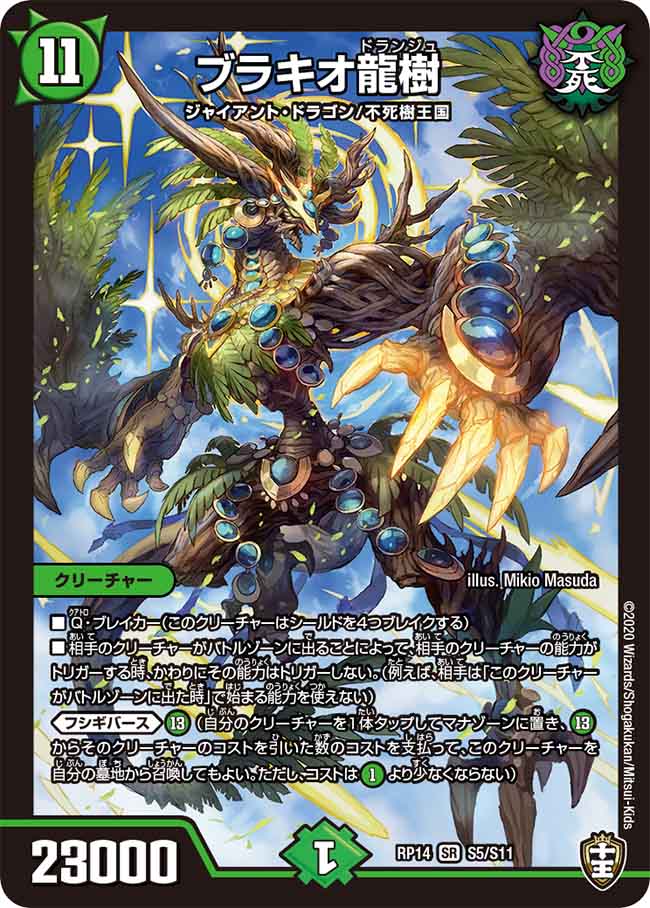 11
ドランジュ
ブラキオ龍樹
ジャイアント・ドラゴン/不死樹王国
不死
クリーチャー
illus. Mikio Masuda
■Q・ブレイカー(このクリーチャーはシールドを4つブレイクする)
■相手のクリーチャーがバトルゾーンに出ることによって、相手のクリーチャーの能力が
トリガーする時、かわりにその能力はトリガーしない。(例えば、相手は「このクリーチャー
がバトルゾーンに出た時」で始まる能力を使えない)
フシギバース 13 (自分のクリーチャーを1体タップしてマナゾーンに置き、13
からそのクリーチャーのコストを引いた数のコストを支払って、このクリーチャーを
自分の墓地から召喚してもよい。ただし、コストは 1 より少なくならない)
©2020 Wizards/Shogakukan/Mitsui-Kids
23000
1
RP14 SR S5/S11
十王